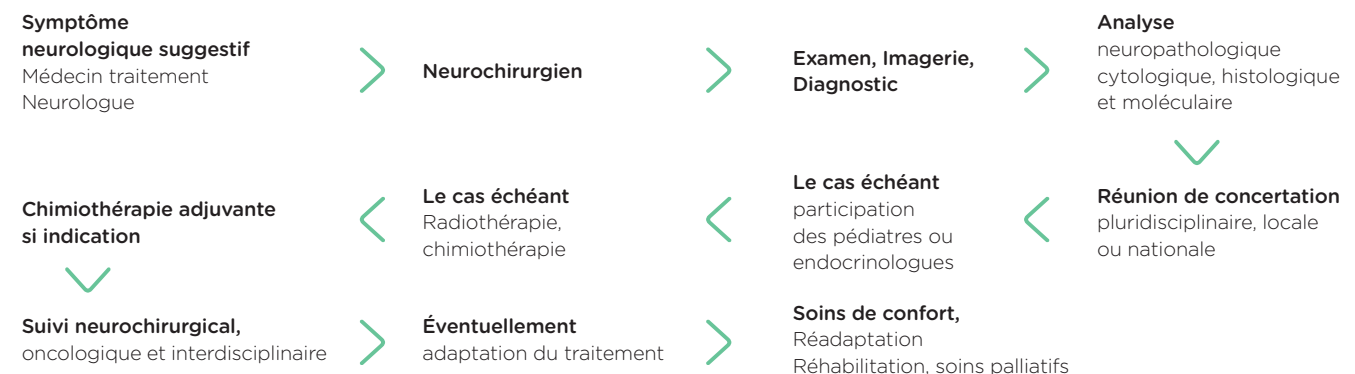 Symptôme
neurologique suggestif
Médecin traitement
Neurologue
Neurochirurgien
Examen, Imagerie,
Diagnostic
Analyse
neuropathologique
cytologique, histologique
et moléculaire
Réunion de concertation
pluridisciplinaire, locale
ou nationale
Le cas échéant
participation
des pédiatres ou
endocrinologues
Le cas échéant
Radiothérapie,
chimiothérapie
Chimiothérapie adjuvante
si indication
Suivi neurochirurgical,
oncologique et interdisciplinaire
Éventuellement
adaptation du traitement
Soins de confort,
Réadaptation
Réhabilitation, soins palliatifs